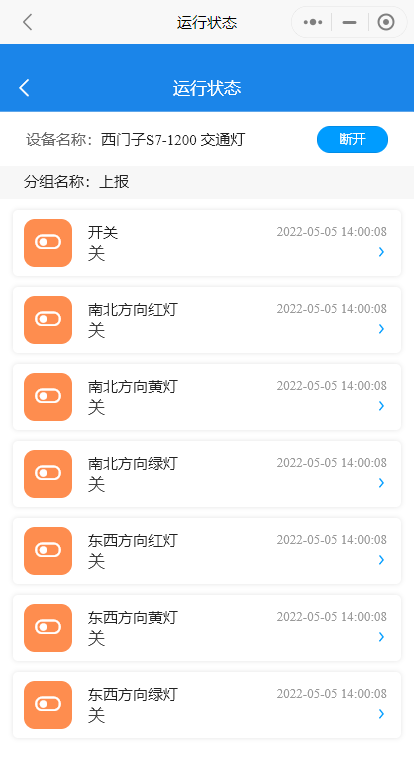 运行状态
运行状态
设备名称：西门子S7-1200 交通灯
断开
分组名称：上报
开关
2022-05-05 14:00:08
关
南北方向红灯
2022-05-05 14:00:08
关
南北方向黄灯
2022-05-05 14:00:08
关
南北方向绿灯
2022-05-05 14:00:08
关
东西方向红灯
2022-05-05 14:00:08
关
东西方向黄灯
2022-05-05 14:00:08
关
东西方向绿灯
2022-05-05 14:00:08
关